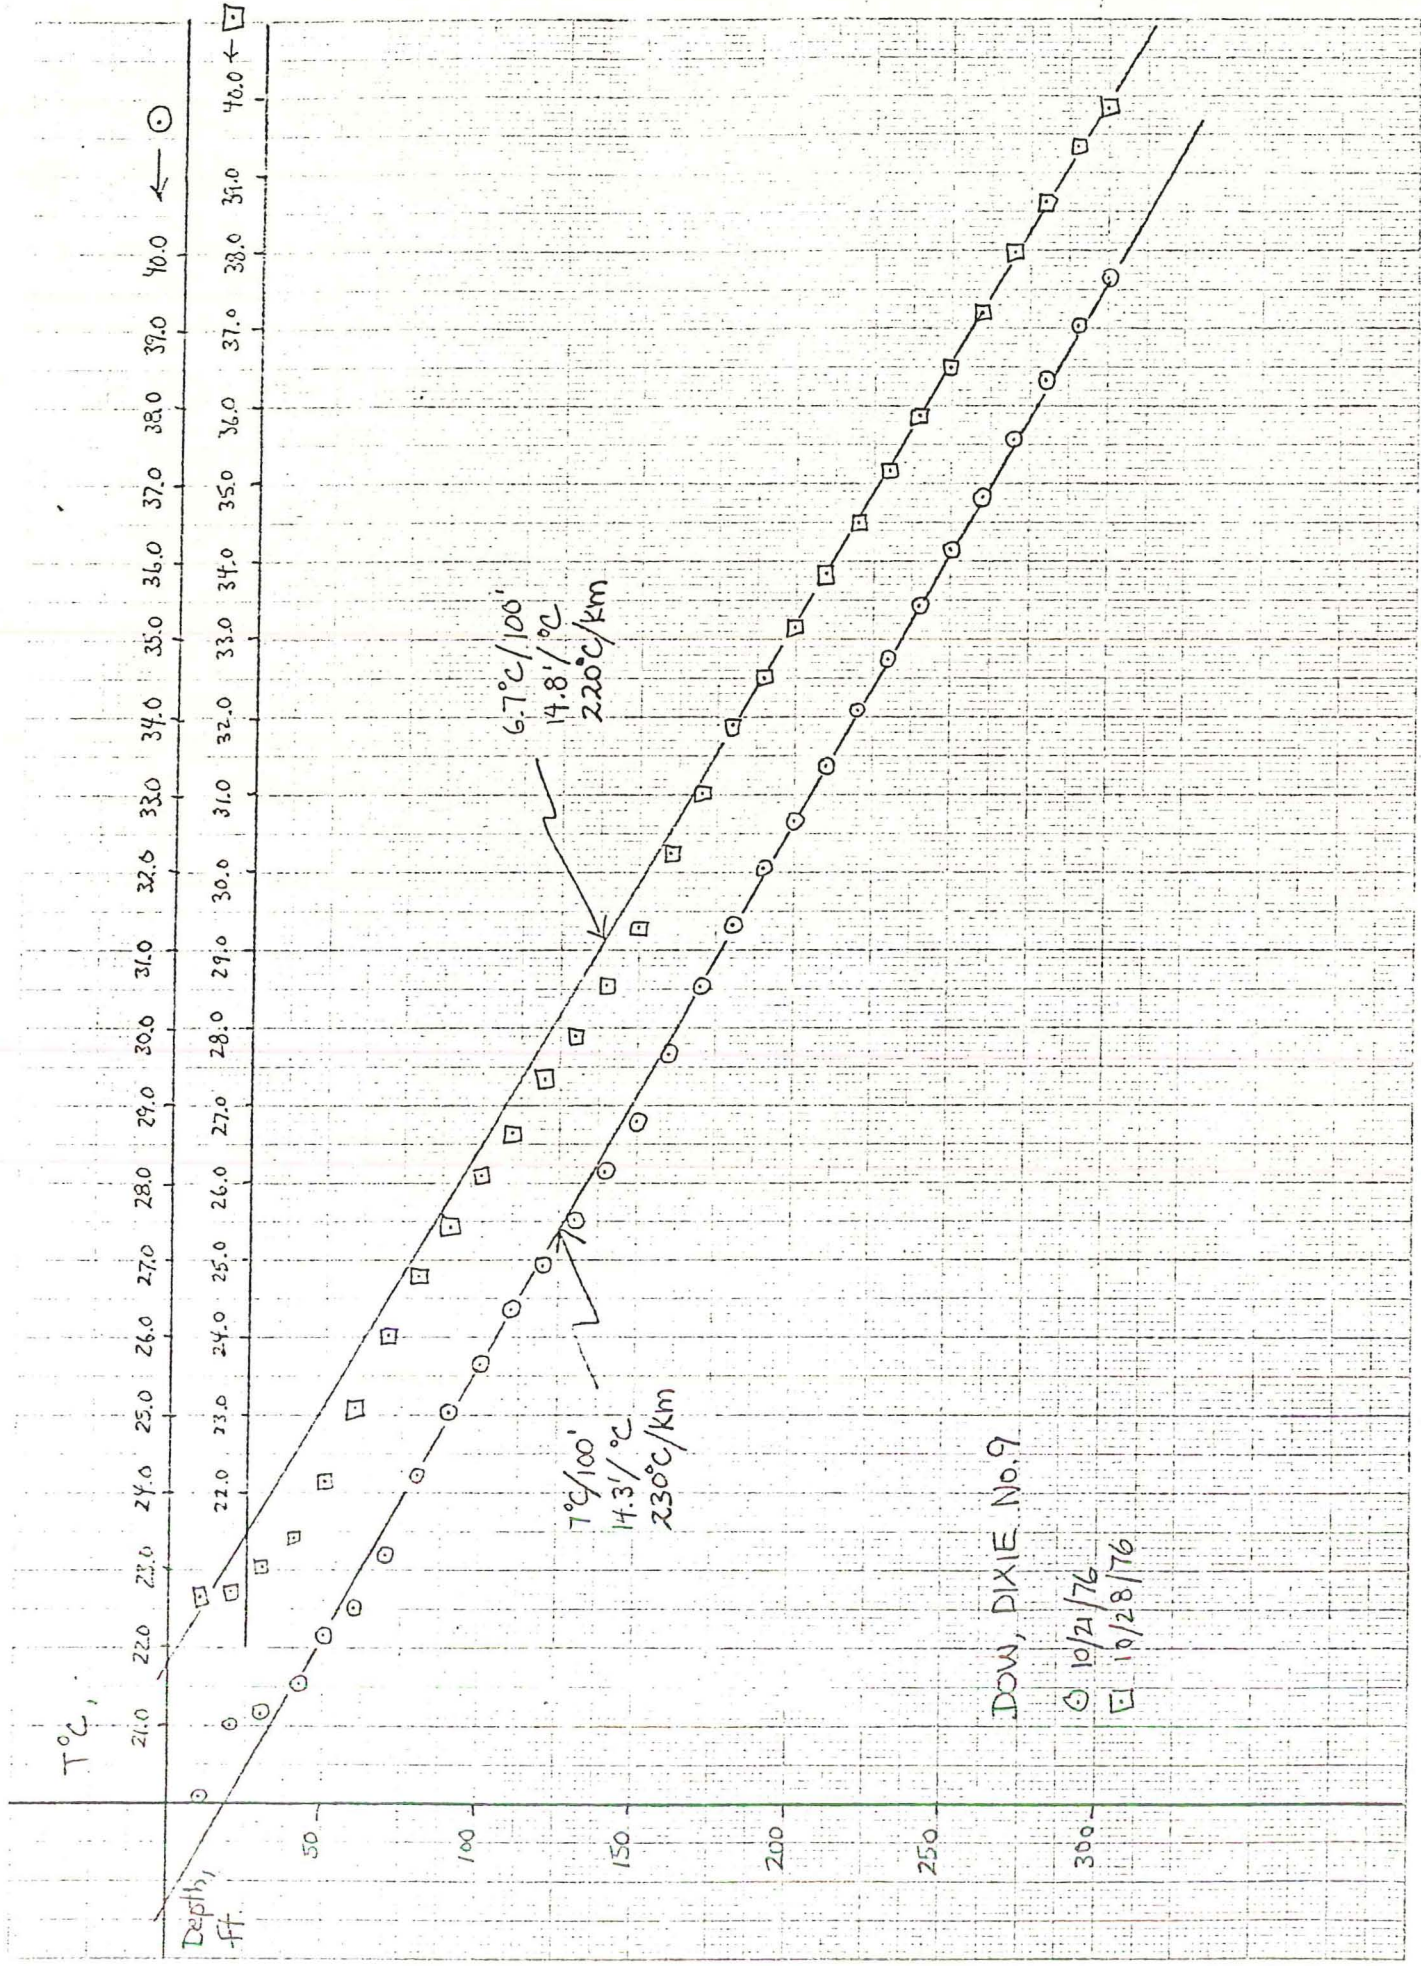 T°C,
21.0 22.0 23.0 24.0 25.0 26.0 27.0 28.0 29.0 30.0 31.0 32.0 33.0 34.0 35.0 36.0 37.0 38.0 39.0 40.0 ←
22.0 23.0 24.0 25.0 26.0 27.0 28.0 29.0 30.0 31.0 32.0 33.0 34.0 35.0 36.0 37.0 38.0 39.0 40.0 ←
Depth,
ft.
50
100
150
200
250
300
6.7°C/100'
14.8'/°C
220°C/km
7°C/100'
14.3'/°C
230°C/km
DOW, DIXIE No.9
10/21/76
10/28/76